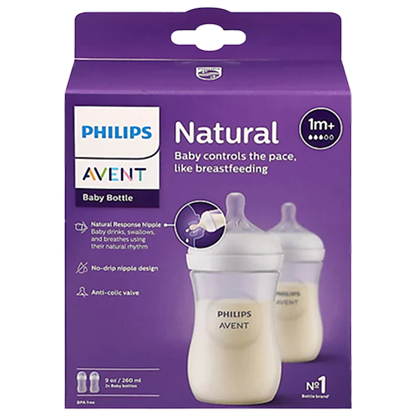 PHILIPS
AVENT
Baby Bottle
Natural
1m+
Baby controls the pace,
like breastfeeding
Natural Response Nipple
Baby drinks, swallows,
and breathes using
their natural rhythm
No-drip nipple design
Anti-colic valve
PHILIPS
AVENT
9 oz / 260 ml
2x Baby bottles
BPA free
Nº1
Bottle brand